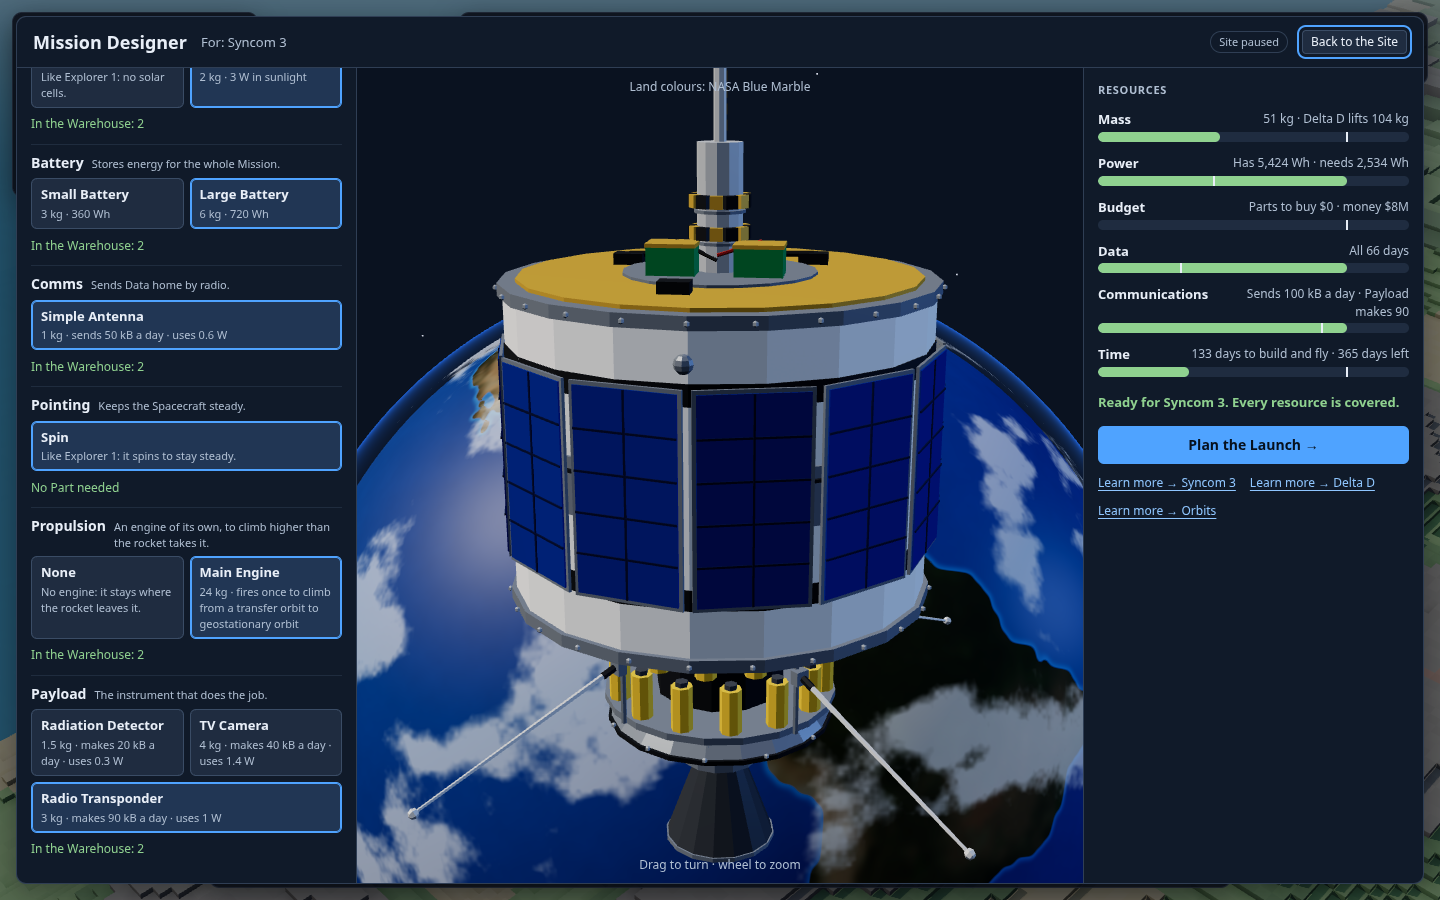 Mission Designer
For: Syncom 3
Site paused
Back to the Site
Like Explorer 1: no solar
cells.
2 kg · 3 W in sunlight
In the Warehouse: 2
Battery Stores energy for the whole Mission.
Small Battery
3 kg · 360 Wh
Large Battery
6 kg · 720 Wh
In the Warehouse: 2
Comms Sends Data home by radio.
Simple Antenna
1 kg · sends 50 kB a day · uses 0.6 W
In the Warehouse: 2
Pointing Keeps the Spacecraft steady.
Spin
Like Explorer 1: it spins to stay steady.
No Part needed
Propulsion An engine of its own, to climb higher than
the rocket takes it.
None
No engine: it stays where
the rocket leaves it.
Main Engine
24 kg · fires once to climb
from a transfer orbit to
geostationary orbit
In the Warehouse: 2
Payload The instrument that does the job.
Radiation Detector
1.5 kg · makes 20 kB a
day · uses 0.3 W
TV Camera
4 kg · makes 40 kB a day ·
uses 1.4 W
Radio Transponder
3 kg · makes 90 kB a day · uses 1 W
In the Warehouse: 2
Land colours: NASA Blue Marble
Drag to turn · wheel to zoom
RESOURCES
Mass 51 kg · Delta D lifts 104 kg
Power Has 5,424 Wh · needs 2,534 Wh
Budget Parts to buy $0 · money $8M
Data All 66 days
Communications Sends 100 kB a day · Payload
makes 90
Time 133 days to build and fly · 365 days left
Ready for Syncom 3. Every resource is covered.
Plan the Launch →
Learn more → Syncom 3
Learn more → Delta D
Learn more → Orbits